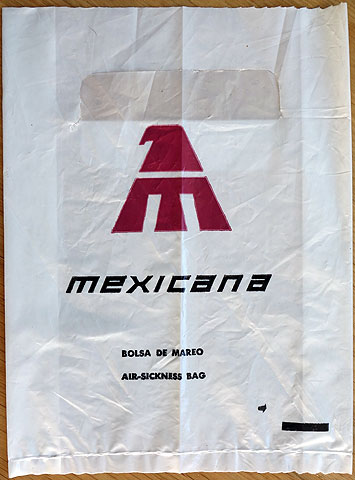 mexicana
BOLSA DE MAREO
AIR-SICKNESS BAG